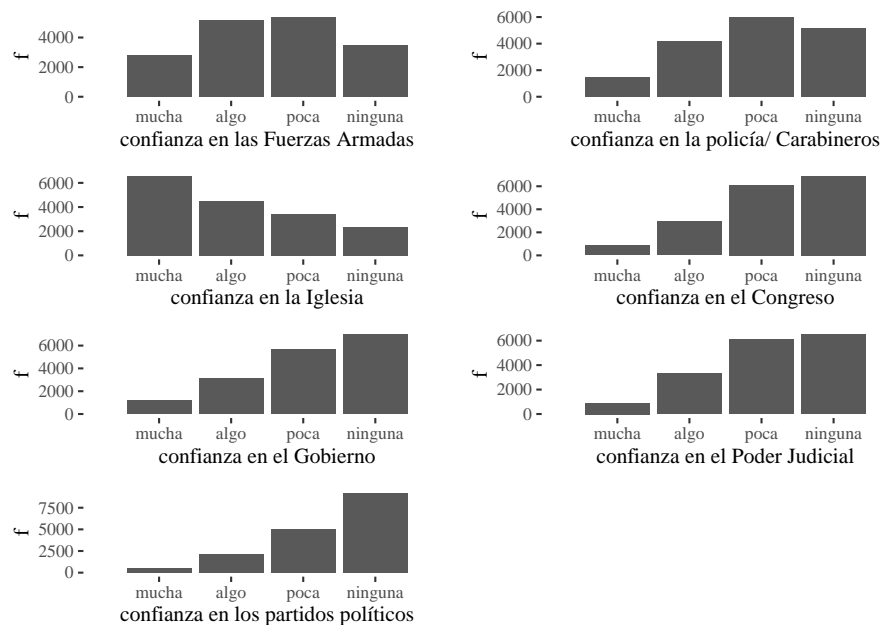 f
4000
2000
0
mucha algo poca ninguna
confianza en las Fuerzas Armadas
f
6000
4000
2000
0
mucha algo poca ninguna
confianza en la policía/ Carabineros
f
6000
4000
2000
0
mucha algo poca ninguna
confianza en la Iglesia
f
6000
4000
2000
0
mucha algo poca ninguna
confianza en el Congreso
f
6000
4000
2000
0
mucha algo poca ninguna
confianza en el Gobierno
f
6000
4000
2000
0
mucha algo poca ninguna
confianza en el Poder Judicial
f
7500
5000
2500
0
mucha algo poca ninguna
confianza en los partidos políticos